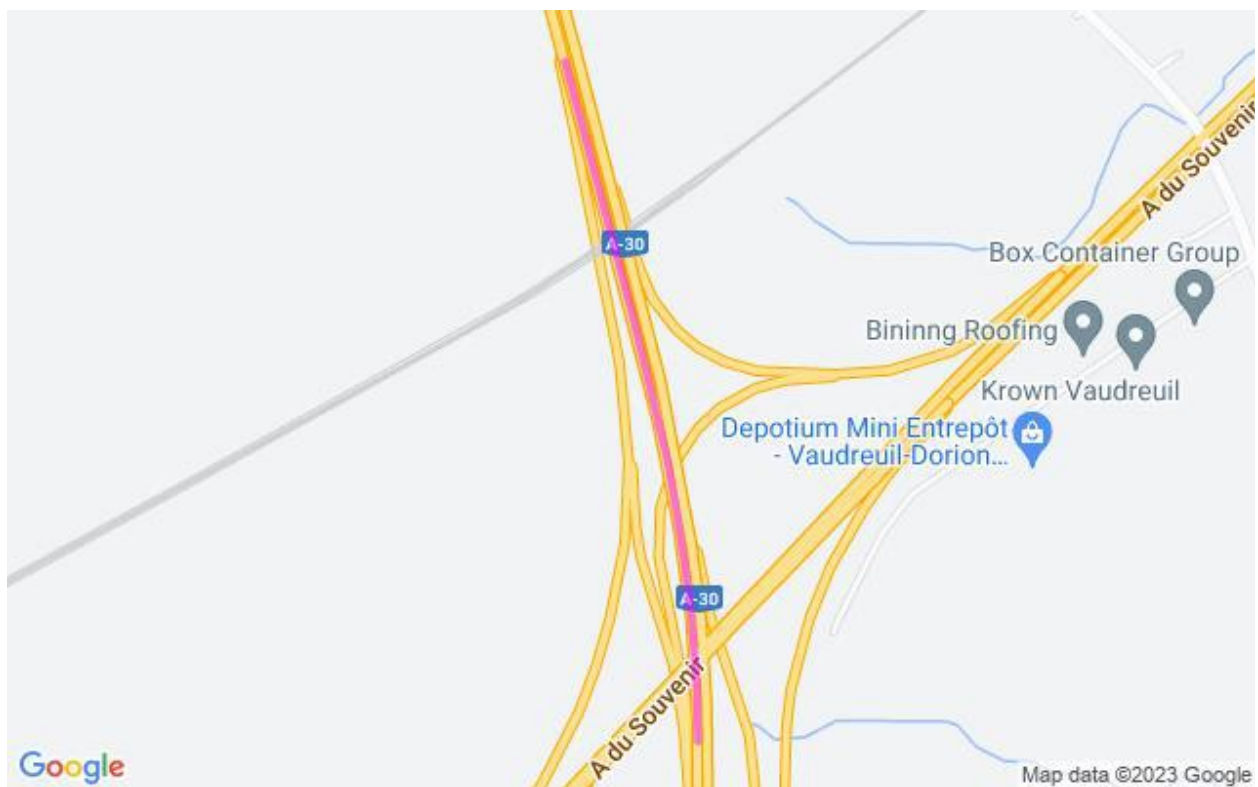 A-30
A du Souvenir
Box Container Group
Bininng Roofing
Krown Vaudreuil
Depotium Mini Entrepôt
- Vaudreuil-Dorion...
A-30
A du Souvenir
Google
Map data ©2023 Google